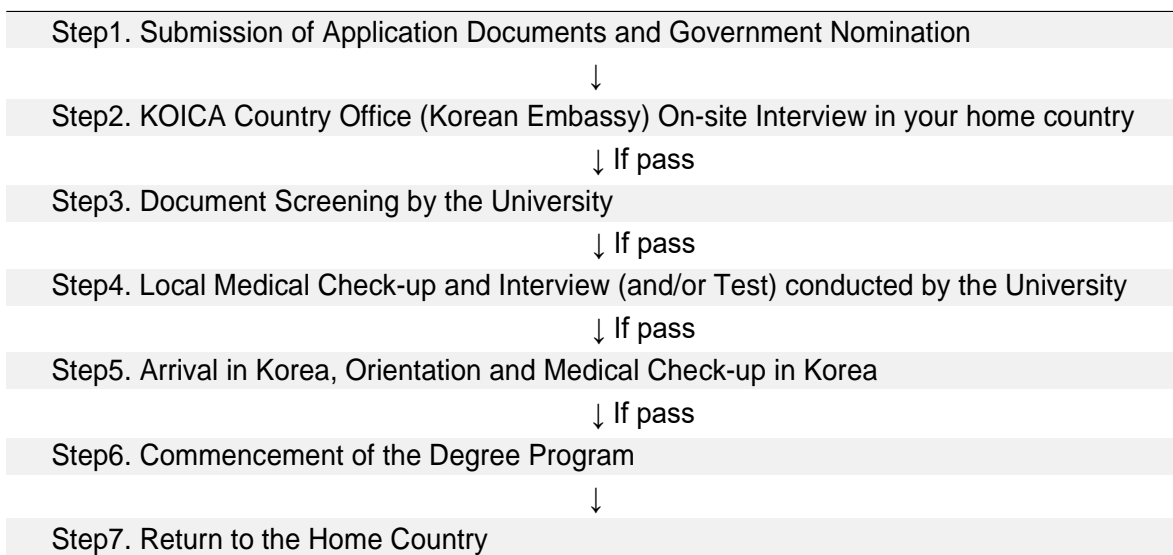 Step1. Submission of Application Documents and Government Nomination
↓
Step2. KOICA Country Office (Korean Embassy) On-site Interview in your home country
↓ If pass
Step3. Document Screening by the University
↓ If pass
Step4. Local Medical Check-up and Interview (and/or Test) conducted by the University
↓ If pass
Step5. Arrival in Korea, Orientation and Medical Check-up in Korea
↓ If pass
Step6. Commencement of the Degree Program
↓
Step7. Return to the Home Country